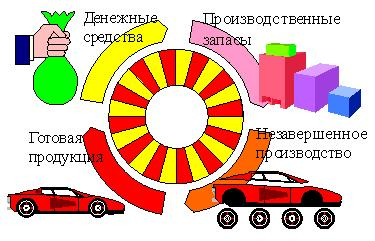 Денежные
средства
Производственные
запасы
Готовая
продукция
Незавершенное
производство